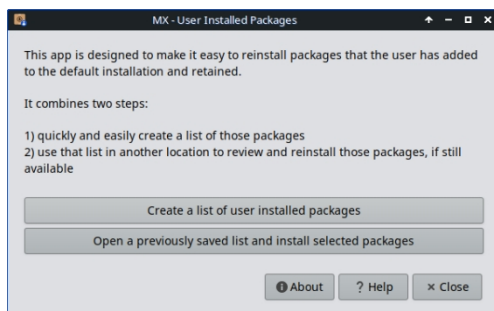 MX - User Installed Packages
This app is designed to make it easy to reinstall packages that the user has added
to the default installation and retained.
It combines two steps:
1) quickly and easily create a list of those packages
2) use that list in another location to review and reinstall those packages, if still
available
Create a list of user installed packages
Open a previously saved list and install selected packages
About
? Help
× Close